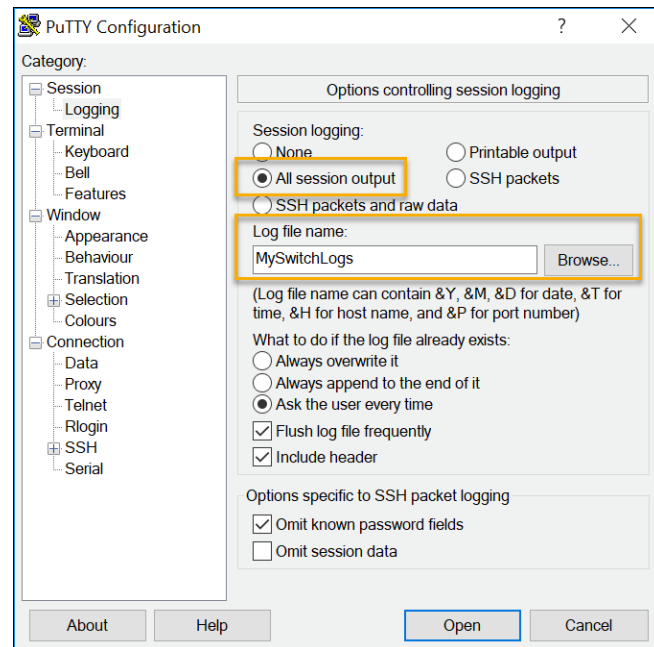 PuTTY Configuration
?
Category:
Session
Logging
Terminal
Keyboard
Bell
Features
Window
Appearance
Behaviour
Translation
Selection
Colours
Connection
Data
Proxy
Telnet
Rlogin
SSH
Serial
Options controlling session logging
Session logging:
None
Printable output
All session output
SSH packets
SSH packets and raw data
Log file name:
MySwitchLogs
Browse...
(Log file name can contain &Y, &M, &D for date, &T for
time, &H for host name, and &P for port number)
What to do if the log file already exists:
Always overwrite it
Always append to the end of it
Ask the user every time
Flush log file frequently
Include header
Options specific to SSH packet logging
Omit known password fields
Omit session data
About
Help
Open
Cancel